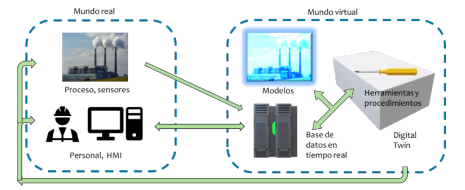 Mundo real
Mundo virtual
Proceso, sensores
Personal, HMI
Modelos
Base de
datos en
tiempo real
Herramientas y
procedimientos
Digital
Twin